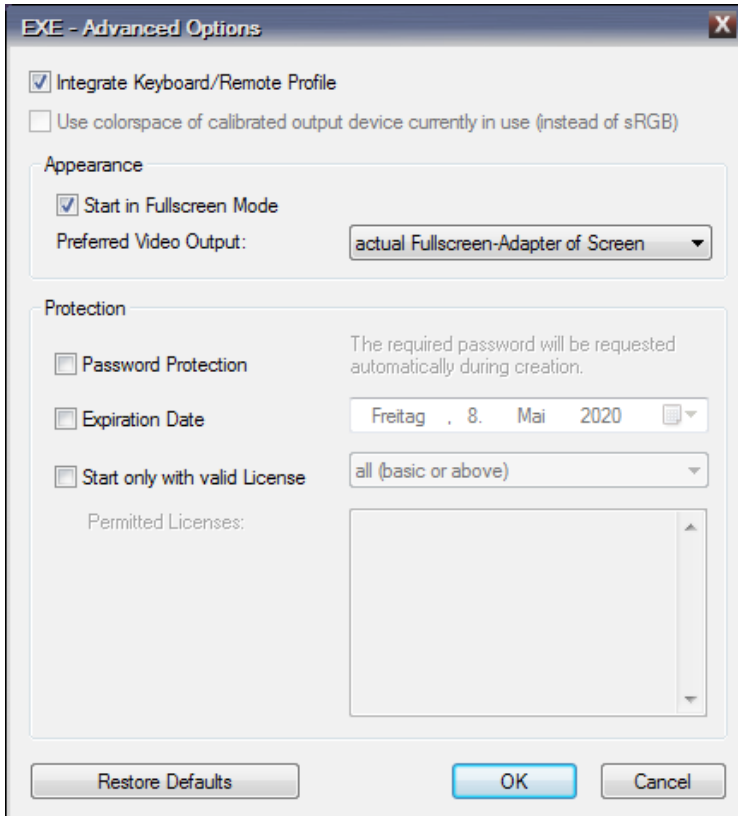 EXE - Advanced Options
Integrate Keyboard/Remote Profile
Use colorspace of calibrated output device currently in use (instead of sRGB)
Appearance
Start in Fullscreen Mode
Preferred Video Output:
actual Fullscreen-Adapter of Screen
Protection
Password Protection
The required password will be requested
automatically during creation.
Expiration Date
Freitag , 8. Mai 2020
Start only with valid License
all (basic or above)
Permitted Licenses:
Restore Defaults
OK
Cancel